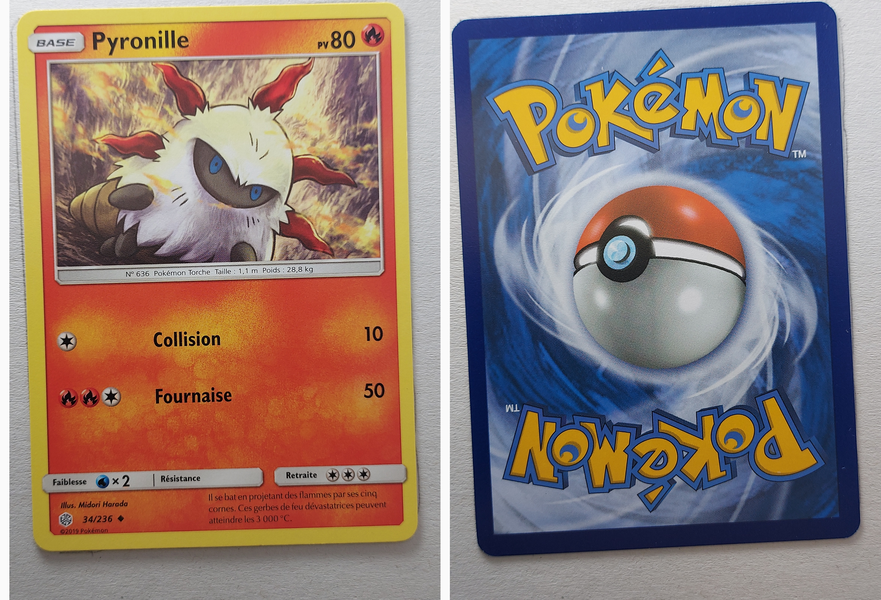 BASE Pyronille PV 80
N° 636 Pokémon Torche Taille : 1,1 m Poids : 28,8 kg
Collision 10
Fournaise 50
Faiblesse ×2 Résistance Retraite
Illus. Midori Harada
34/236
©2019 Pokémon
Il se bat en projetant des flammes par ses cinq
cornes. Ces gerbes de feu dévastatrices peuvent
atteindre les 3 000 °C.
POKéMON
TM
POKéMON
TM